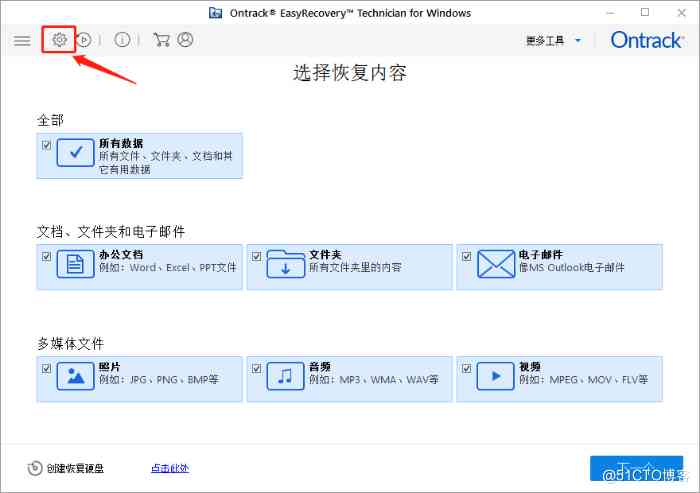 Ontrack® EasyRecovery™ Technician for Windows
更多工具
Ontrack
选择恢复内容
全部
所有数据
所有文件、文件夹、文档和其
它有用数据
文档、文件夹和电子邮件
办公文档
例如：Word、Excel、PPT文件
文件夹
所有文件夹里的内容
电子邮件
像MS Outlook电子邮件
多媒体文件
照片
例如：JPG、PNG、BMP等
音频
例如：MP3、WMA、WAV等
视频
例如：MPEG、MOV、FLV等
创建恢复硬盘
点击此处
下一个
@51CTO博客